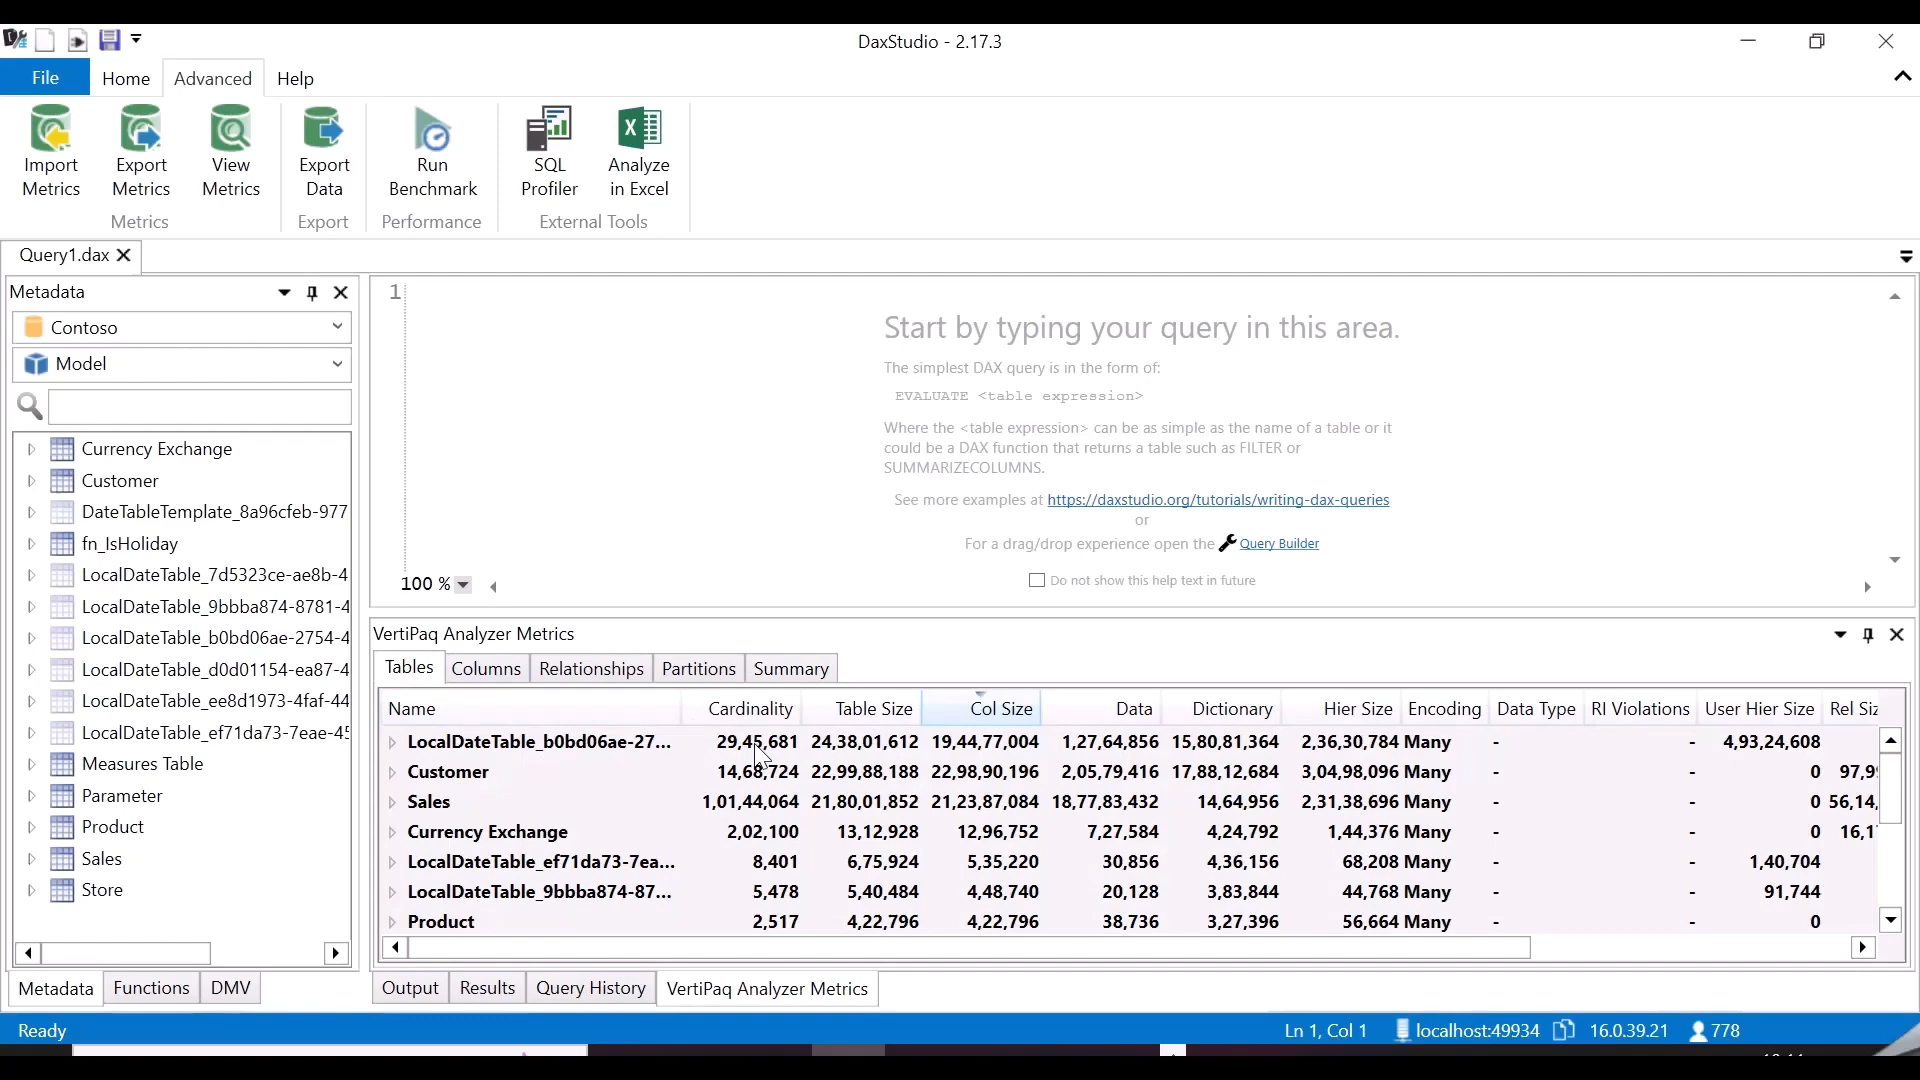 DaxStudio - 2.17.3
File Home Advanced Help
Import Metrics
Export Metrics
View Metrics
Export Data
Run Benchmark
SQL Profiler
Analyze in Excel
Metrics Export Performance External Tools
Query1.dax
Metadata
Contoso
Model
Currency Exchange
Customer
DateTableTemplate_8a96cfeb-977
fn_IsHoliday
LocalDateTable_7d5323ce-ae8b-4
LocalDateTable_9bbba874-8781-4
LocalDateTable_b0bd06ae-2754-4
LocalDateTable_d0d01154-ea87-4
LocalDateTable_ee8d1973-4faf-44
LocalDateTable_ef71da73-7eae-45
Measures Table
Parameter
Product
Sales
Store
Metadata Functions DMV
1
Start by typing your query in this area.
The simplest DAX query is in the form of:
EVALUATE <table expression>
Where the <table expression> can be as simple as the name of a table or it
could be a DAX function that returns a table such as FILTER or
SUMMARIZECOLUMNS.
See more examples at https://daxstudio.org/tutorials/writing-dax-queries
or
For a drag/drop experience open the Query Builder
Do not show this help text in future
100 %
VertiPaq Analyzer Metrics
Tables Columns Relationships Partitions Summary
Name Cardinality Table Size Col Size Data Dictionary Hier Size Encoding Data Type RI Violations User Hier Size Rel Siz
LocalDateTable_b0bd06ae-27... 29,45,681 24,38,01,612 19,44,77,004 1,27,64,856 15,80,81,364 2,36,30,784 Many - - 4,93,24,608
Customer 14,68,724 22,99,88,188 22,98,90,196 2,05,79,416 17,88,12,684 3,04,98,096 Many - - 0 97,9
Sales 1,01,44,064 21,80,01,852 21,23,87,084 18,77,83,432 14,64,956 2,31,38,696 Many - - 0 56,14,
Currency Exchange 2,02,100 13,12,928 12,96,752 7,27,584 4,24,792 1,44,376 Many - - 0 16,1
LocalDateTable_ef71da73-7ea... 8,401 6,75,924 5,35,220 30,856 4,36,156 68,208 Many - - 1,40,704
LocalDateTable_9bbba874-87... 5,478 5,40,484 4,48,740 20,128 3,83,844 44,768 Many - - 91,744
Product 2,517 4,22,796 4,22,796 38,736 3,27,396 56,664 Many - - 0
Output Results Query History VertiPaq Analyzer Metrics
Ready Ln 1, Col 1 localhost:49934 16.0.39.21 778